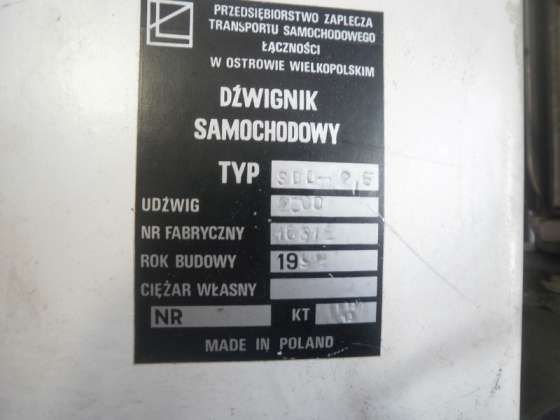 PRZEDSIĘBIORSTWO ZAPLECZA
TRANSPORTU SAMOCHODOWEGO
ŁĄCZNOŚCI
W OSTROWIE WIELKOPOLSKIM
DŹWIGNIK
SAMOCHODOWY
TYP
UDŹWIG
NR FABRYCZNY
ROK BUDOWY 19
CIĘŻAR WŁASNY
NR KT
MADE IN POLAND